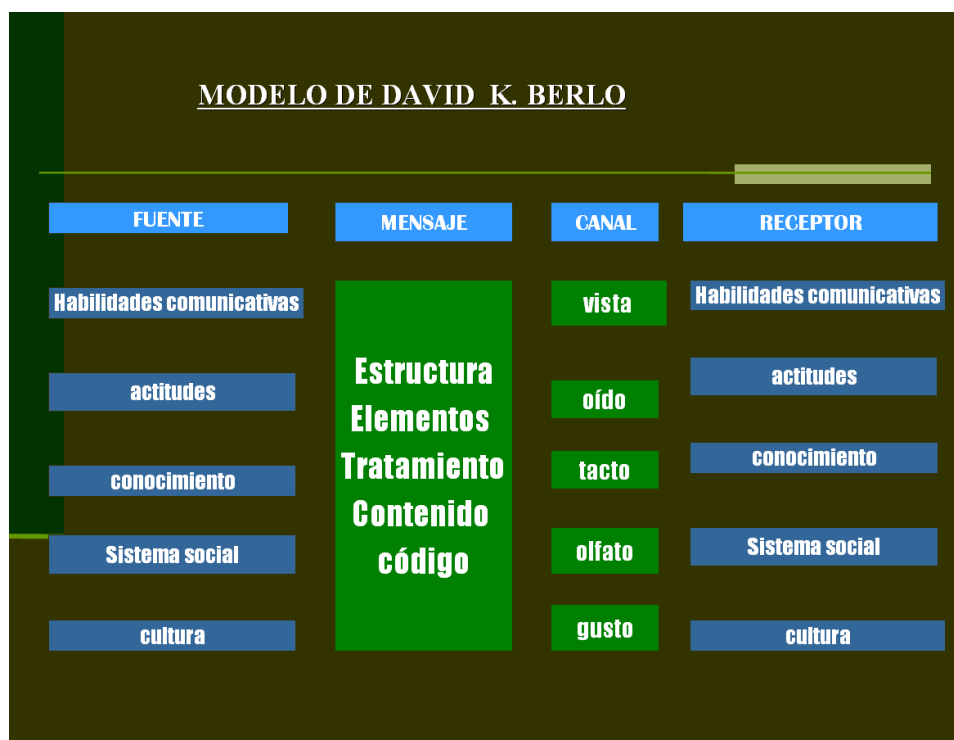 MODELO DE DAVID K. BERLO
FUENTE
MENSAJE
CANAL
RECEPTOR
Habilidades comunicativas
actitudes
conocimiento
Sistema social
cultura
Estructura
Elementos
Tratamiento
Contenido
código
vista
oído
tacto
olfato
gusto
Habilidades comunicativas
actitudes
conocimiento
Sistema social
cultura